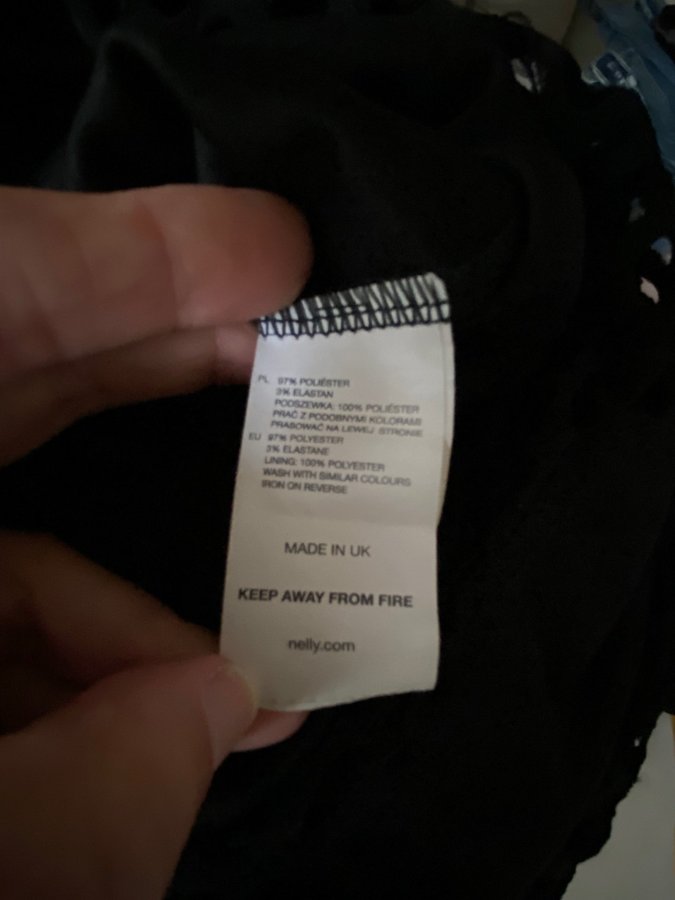 PL 97% POLIÉSTER
3% ELASTAN
PODSZEWKA: 100% POLIÉSTER
PRAĆ Z PODOBNYMI KOLORAMI
PRABOWAĆ NA LEWEJ STRONIE
EU 97% POLYESTER
3% ELASTANE
LINING: 100% POLYESTER
WASH WITH SIMILAR COLOURS
IRON ON REVERSE
MADE IN UK
KEEP AWAY FROM FIRE
nelly.com